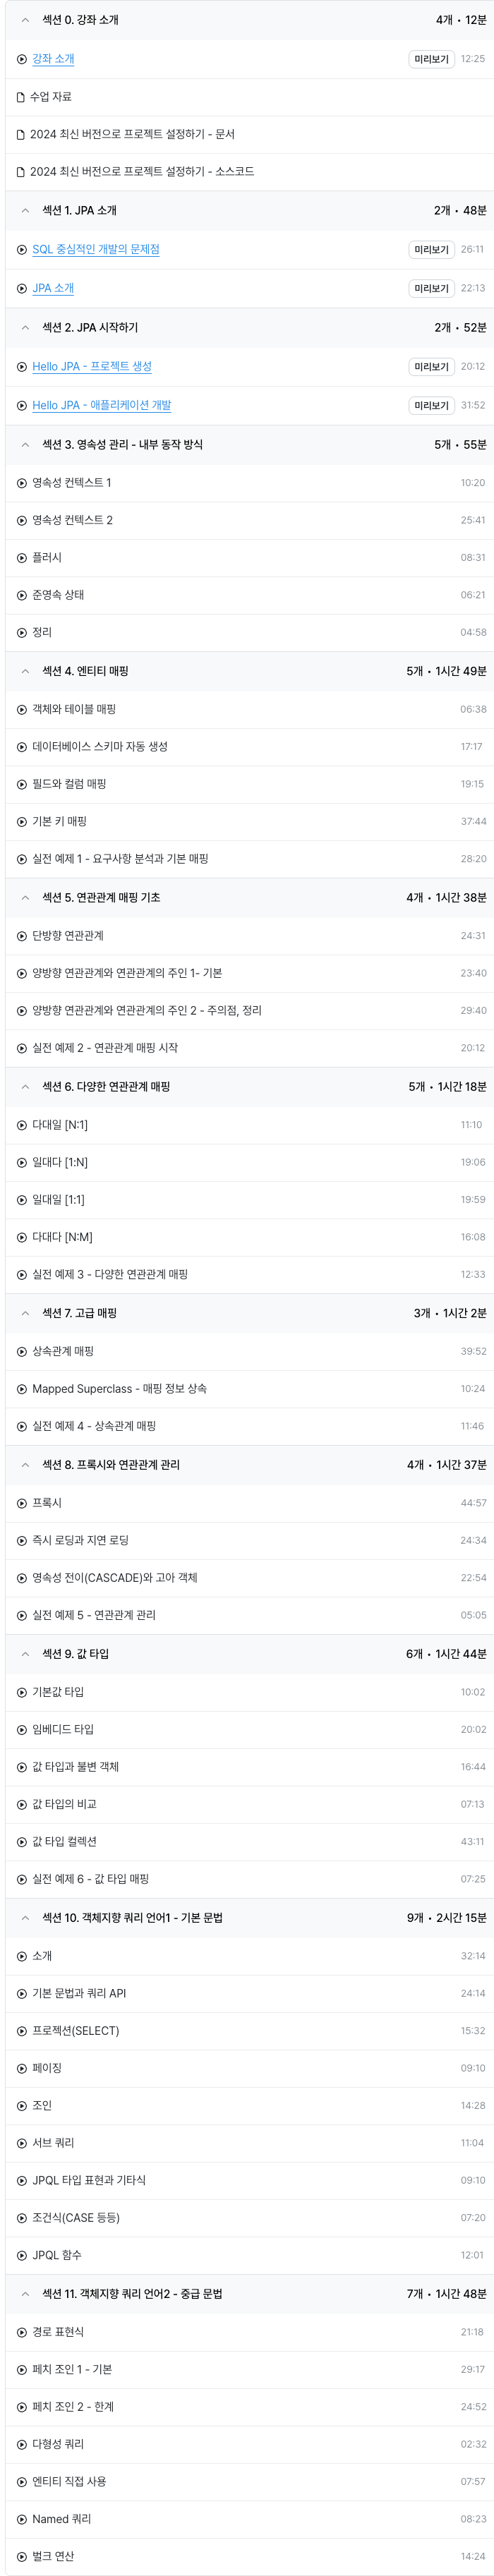 섹션 0. 강좌 소개 4개 • 12분
강좌 소개 미리보기 12:25
수업 자료
2024 최신 버전으로 프로젝트 설정하기 - 문서
2024 최신 버전으로 프로젝트 설정하기 - 소스코드
섹션 1. JPA 소개 2개 • 48분
SQL 중심적인 개발의 문제점 미리보기 26:11
JPA 소개 미리보기 22:13
섹션 2. JPA 시작하기 2개 • 52분
Hello JPA - 프로젝트 생성 미리보기 20:12
Hello JPA - 애플리케이션 개발 미리보기 31:52
섹션 3. 영속성 관리 - 내부 동작 방식 5개 • 55분
영속성 컨텍스트 1 10:20
영속성 컨텍스트 2 25:41
플러시 08:31
준영속 상태 06:21
정리 04:58
섹션 4. 엔티티 매핑 5개 • 1시간 49분
객체와 테이블 매핑 06:38
데이터베이스 스키마 자동 생성 17:17
필드와 컬럼 매핑 19:15
기본 키 매핑 37:44
실전 예제 1 - 요구사항 분석과 기본 매핑 28:20
섹션 5. 연관관계 매핑 기초 4개 • 1시간 38분
단방향 연관관계 24:31
양방향 연관관계와 연관관계의 주인 1- 기본 23:40
양방향 연관관계와 연관관계의 주인 2 - 주의점, 정리 29:40
실전 예제 2 - 연관관계 매핑 시작 20:12
섹션 6. 다양한 연관관계 매핑 5개 • 1시간 18분
다대일 [N:1] 11:10
일대다 [1:N] 19:06
일대일 [1:1] 19:59
다대다 [N:M] 16:08
실전 예제 3 - 다양한 연관관계 매핑 12:33
섹션 7. 고급 매핑 3개 • 1시간 2분
상속관계 매핑 39:52
Mapped Superclass - 매핑 정보 상속 10:24
실전 예제 4 - 상속관계 매핑 11:46
섹션 8. 프록시와 연관관계 관리 4개 • 1시간 37분
프록시 44:57
즉시 로딩과 지연 로딩 24:34
영속성 전이(CASCADE)와 고아 객체 22:54
실전 예제 5 - 연관관계 관리 05:05
섹션 9. 값 타입 6개 • 1시간 44분
기본값 타입 10:02
임베디드 타입 20:02
값 타입과 불변 객체 16:44
값 타입의 비교 07:13
값 타입 컬렉션 43:11
실전 예제 6 - 값 타입 매핑 07:25
섹션 10. 객체지향 쿼리 언어1 - 기본 문법 9개 • 2시간 15분
소개 32:14
기본 문법과 쿼리 API 24:14
프로젝션(SELECT) 15:32
페이징 09:10
조인 14:28
서브 쿼리 11:04
JPQL 타입 표현과 기타식 09:10
조건식(CASE 등등) 07:20
JPQL 함수 12:01
섹션 11. 객체지향 쿼리 언어2 - 중급 문법 7개 • 1시간 48분
경로 표현식 21:18
페치 조인 1 - 기본 29:17
페치 조인 2 - 한계 24:52
다형성 쿼리 02:32
엔티티 직접 사용 07:57
Named 쿼리 08:23
벌크 연산 14:24